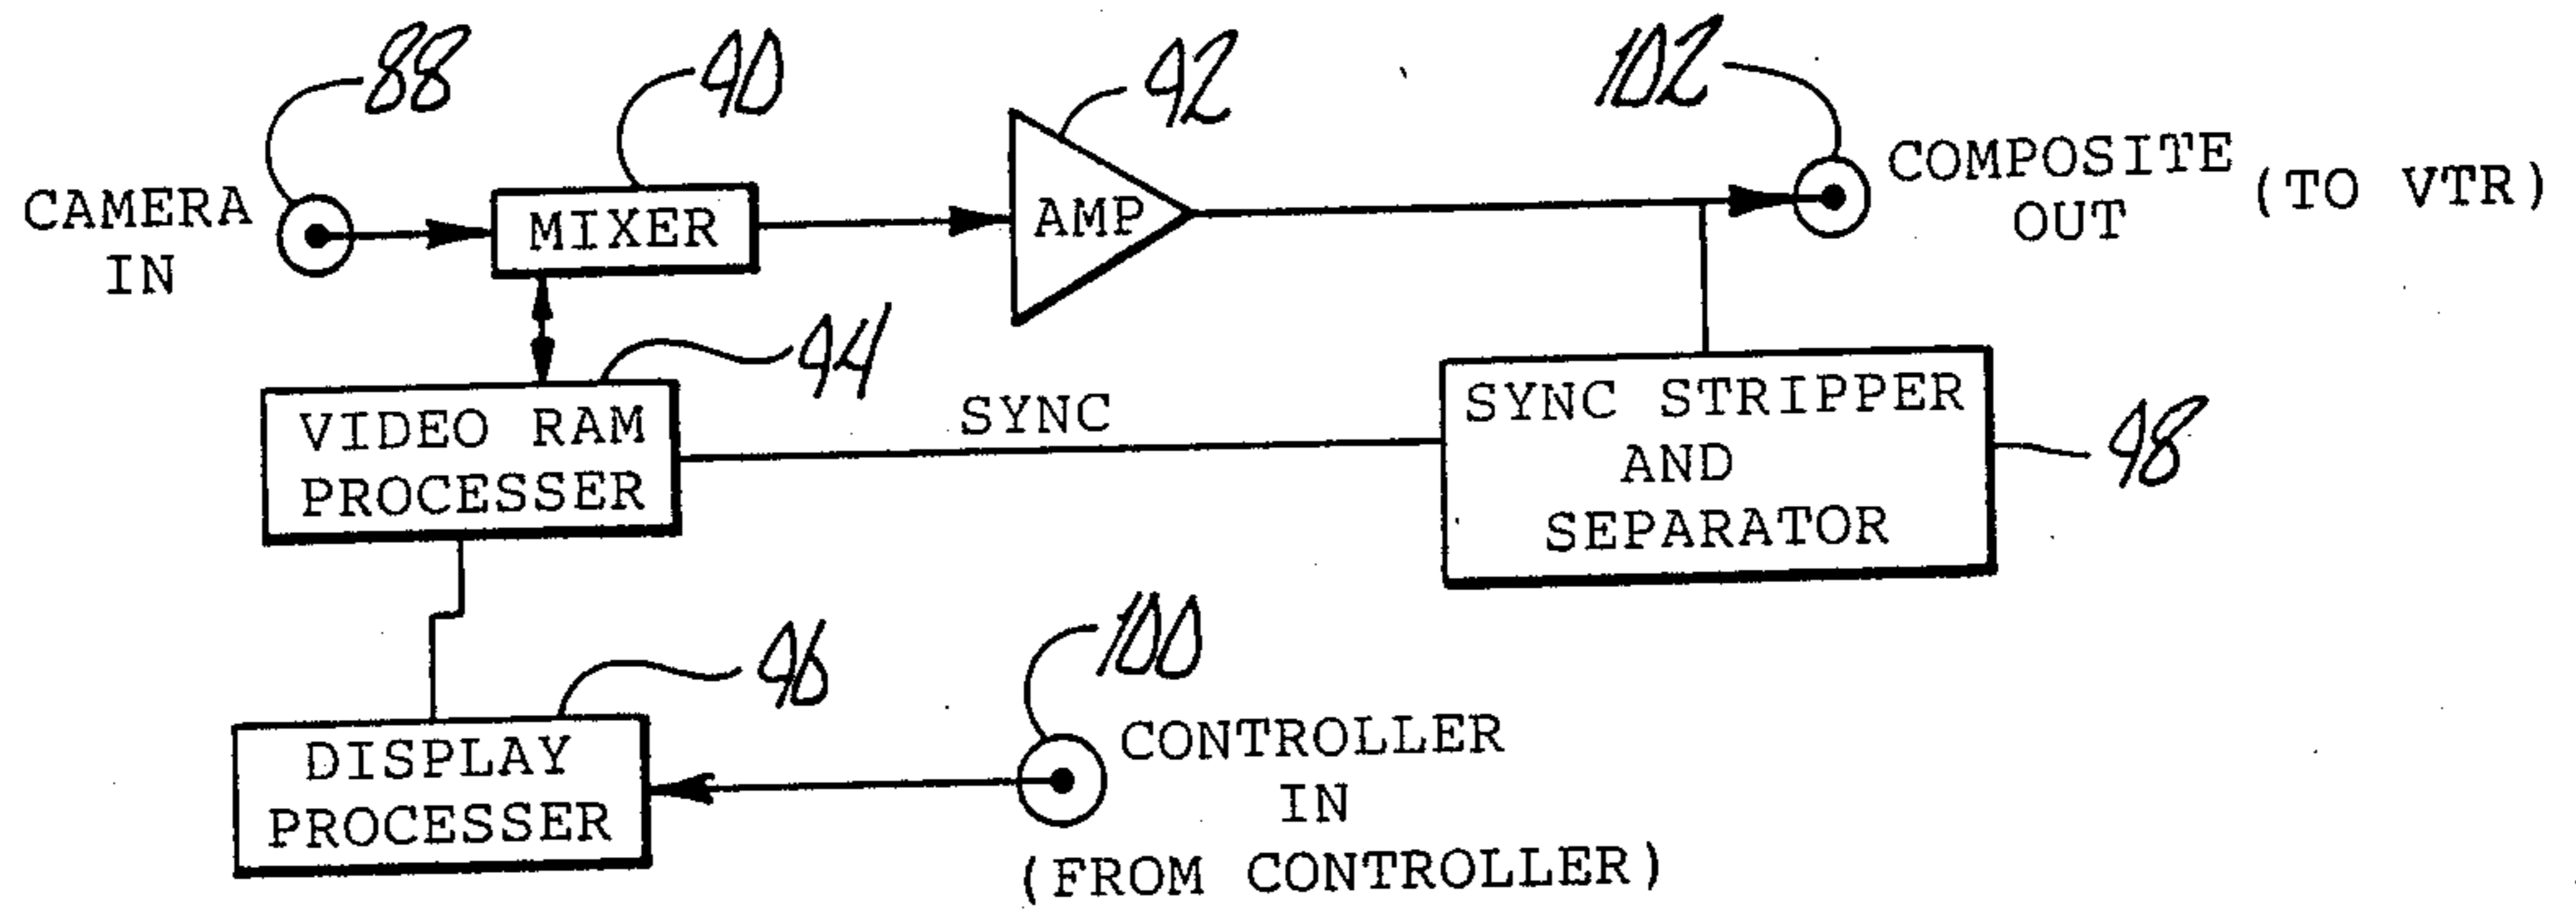 88
90
92
102
CAMERA
IN
MIXER
AMP
COMPOSITE
OUT
(TO VTR)
94
VIDEO RAM
PROCESSER
SYNC
SYNC STRIPPER
AND
SEPARATOR
98
96
100
DISPLAY
PROCESSER
CONTROLLER
IN
(FROM CONTROLLER)